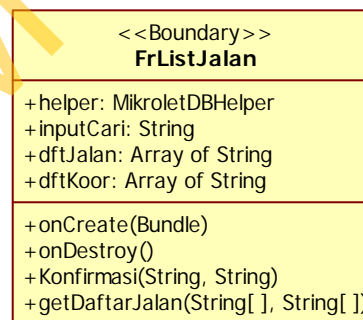 <<Boundary>>
FrListJalan
+helper: MikroletDBHelper
+inputCari: String
+dftJalan: Array of String
+dftKoor: Array of String
+onCreate(Bundle)
+onDestroy()
+Konfirmasi(String, String)
+getDaftarJalan(String[ ], String[ ])